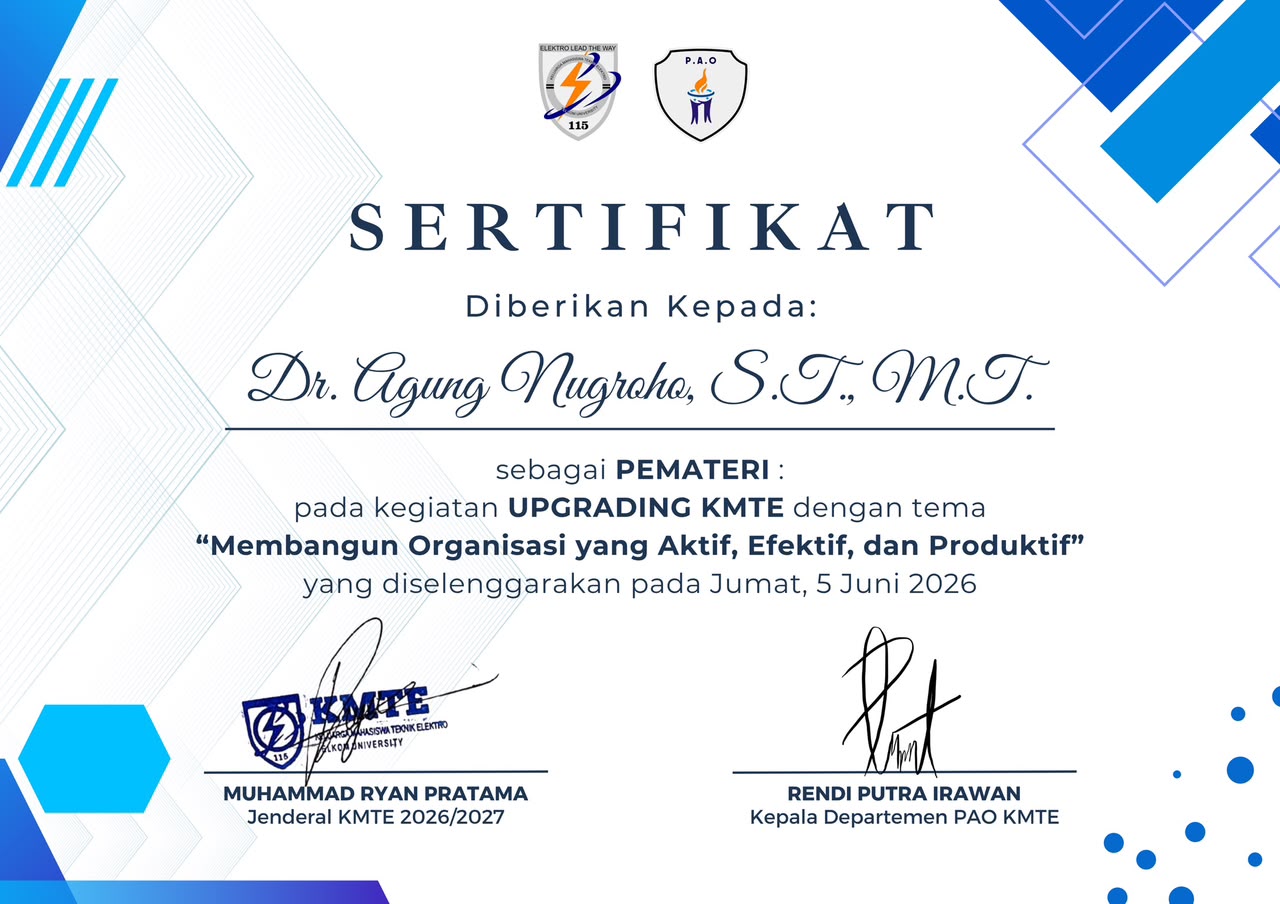 ELEKTRO LEAD THE WAY
115
P.A.O
SERTIFIKAT
Diberikan Kepada:
Dr. Agung Nugroho, S.T., M.T.
sebagai PEMATERI :
pada kegiatan UPGRADING KMTE dengan tema
“Membangun Organisasi yang Aktif, Efektif, dan Produktif”
yang diselenggarakan pada Jumat, 5 Juni 2026
KMTE
KELUARGA MAHASISWA TEKNIK ELEKTRO
UNIVERSITY
115
MUHAMMAD RYAN PRATAMA
Jenderal KMTE 2026/2027
RENDI PUTRA IRAWAN
Kepala Departemen PAO KMTE